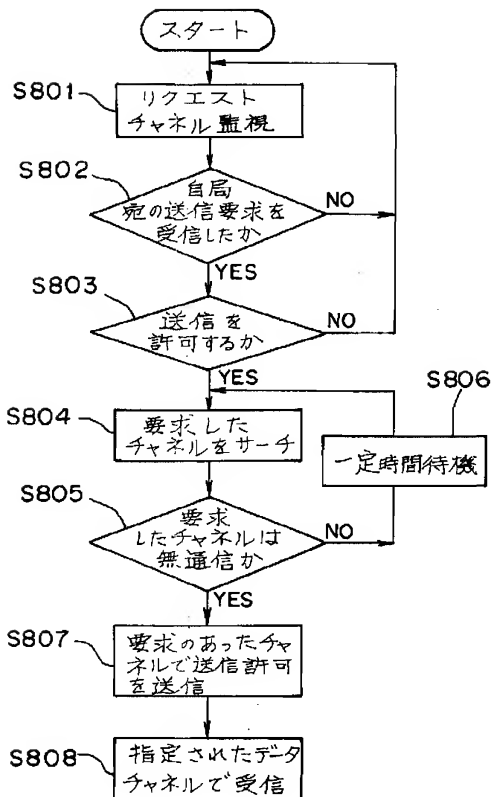 スタート
S801
リクエスト
チャネル監視
S802
自局
宛の送信要求を
受信したか
NO
YES
S803
送信を
許可するか
NO
YES
S806
S804
要求した
チャネルをサーチ
一定時間待機
S805
要求
したチャネルは
無通信か
NO
YES
S807
要求のあったチャ
ネルで送信許可
を送信
S808
指定されたデータ
チャネルで受信